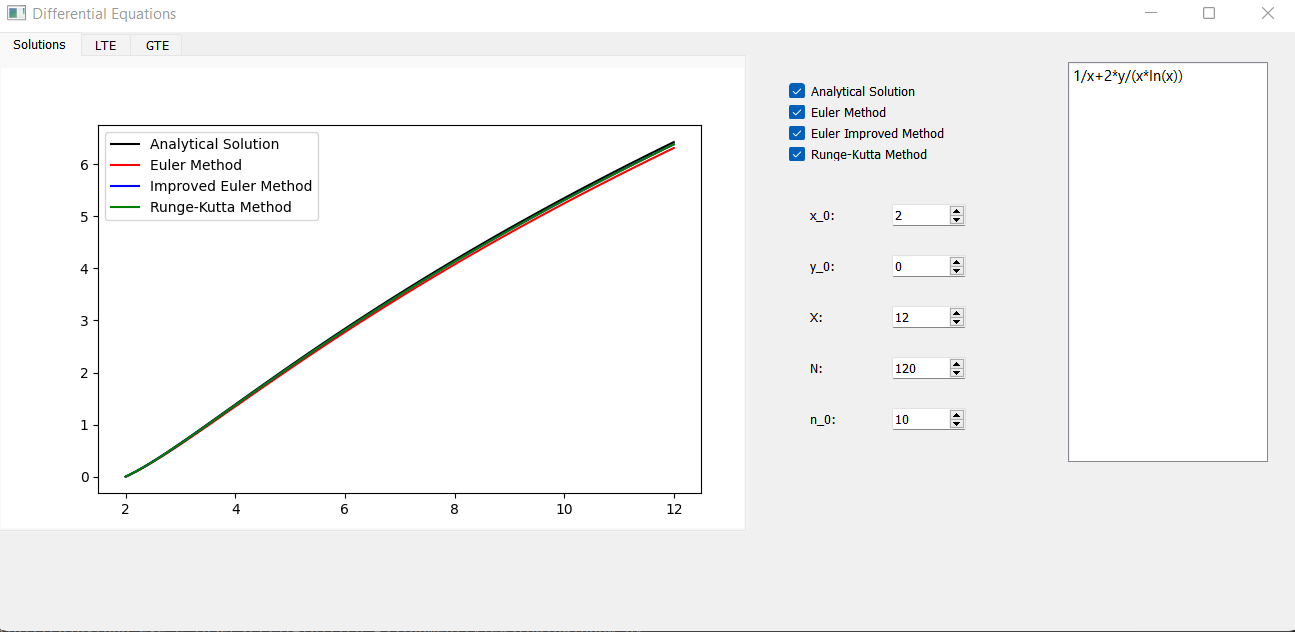 Differential Equations
Solutions LTE GTE
Analytical Solution
Euler Method
Improved Euler Method
Runge-Kutta Method
6
5
4
3
2
1
0
2 4 6 8 10 12
Analytical Solution
Euler Method
Euler Improved Method
Runge-Kutta Method
x_0: 2
y_0: 0
X: 12
N: 120
n_0: 10
1/x+2*y/(x*ln(x))